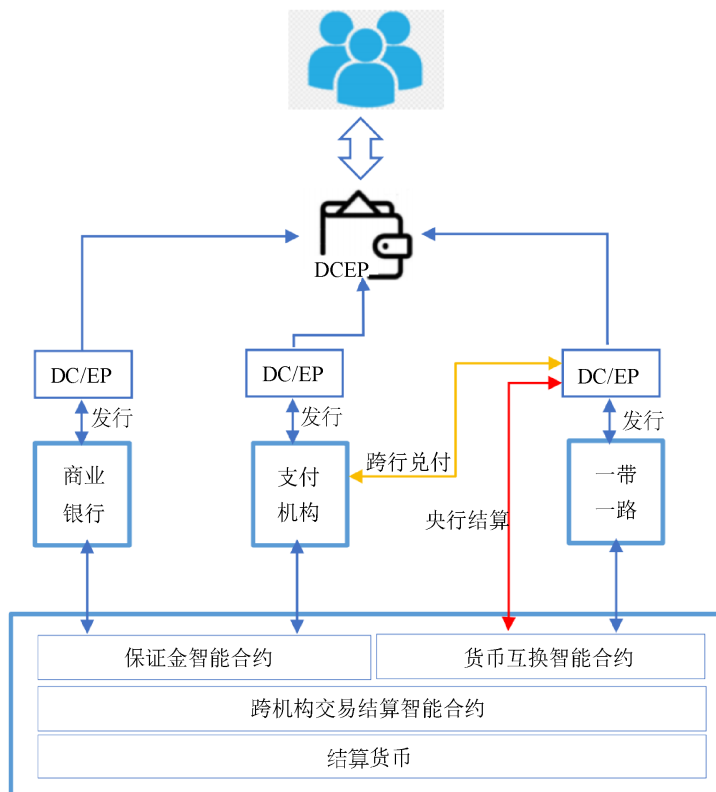 DCEP
DC/EP
DC/EP
DC/EP
发行
发行
发行
商业
银行
支付
机构
跨行兑付
一带
一路
央行结算
保证金智能合约
货币互换智能合约
跨机构交易结算智能合约
结算货币